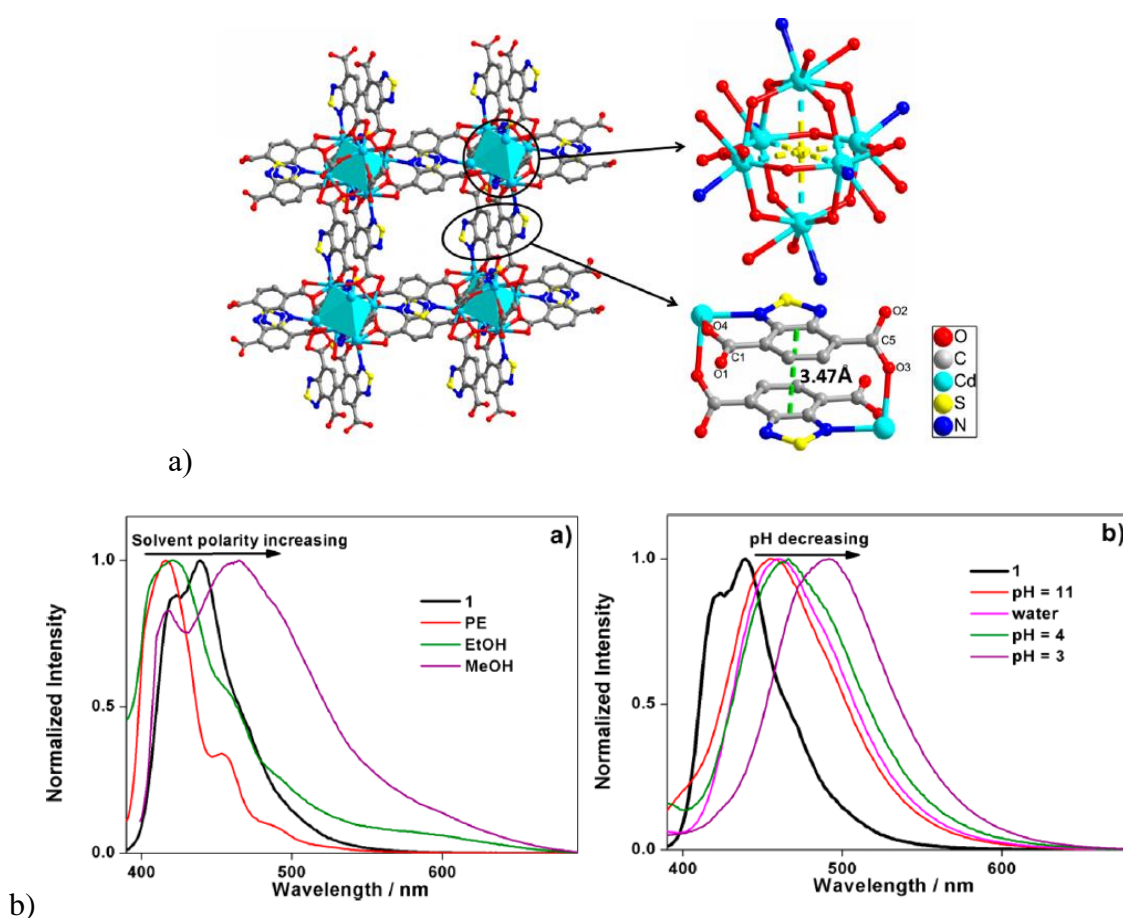 O2
O4
C5
C1
O1
O3
3.47Å
O
C
Cd
S
N
a)
a)
Solvent polarity increasing
1.0
0.5
0.0
1
PE
EtOH
MeOH
400
500
600
Normalized Intensity
Wavelength / nm
b)
pH decreasing
1.0
0.5
0.0
1
pH = 11
water
pH = 4
pH = 3
400
500
600
Normalized Intensity
Wavelength / nm
b)